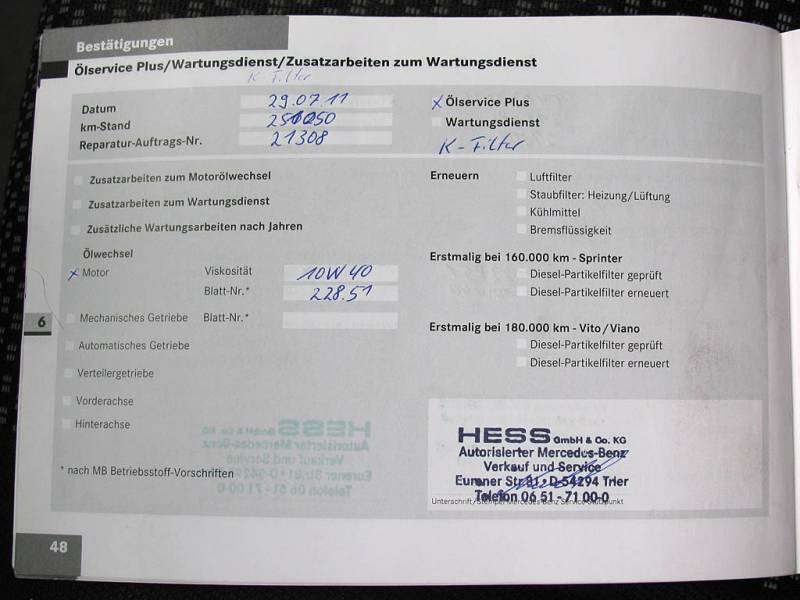 Bestätigungen
Ölservice Plus/Wartungsdienst/Zusatzarbeiten zum Wartungsdienst
K-Filter
Datum 29.07.11
km-Stand
Reparatur-Auftrags-Nr. 21308
x Ölservice Plus
Wartungsdienst
K-Filter
Zusatzarbeiten zum Motorölwechsel
Zusatzarbeiten zum Wartungsdienst
Zusätzliche Wartungsarbeiten nach Jahren
Ölwechsel
x Motor Viskosität 10W40
Blatt-Nr.* 228.51
Mechanisches Getriebe Blatt-Nr.*
Automatisches Getriebe
Verteilergetriebe
Vorderachse
Hinterachse
* nach MB Betriebsstoff-Vorschriften
Erneuern Luftfilter
Staubfilter: Heizung/Lüftung
Kühlmittel
Bremsflüssigkeit
Erstmalig bei 160.000 km - Sprinter
Diesel-Partikelfilter geprüft
Diesel-Partikelfilter erneuert
Erstmalig bei 180.000 km - Vito/Viano
Diesel-Partikelfilter geprüft
Diesel-Partikelfilter erneuert
HESS GmbH & Co. KG
Autorisierter Mercedes-Benz
Verkauf und Service
Eurener Str. 81 · D-54294 Trier
Telefon 06 51 - 71 00-0
Unterschrift/Stempel Mercedes-Benz Service-Stützpunkt
6
48